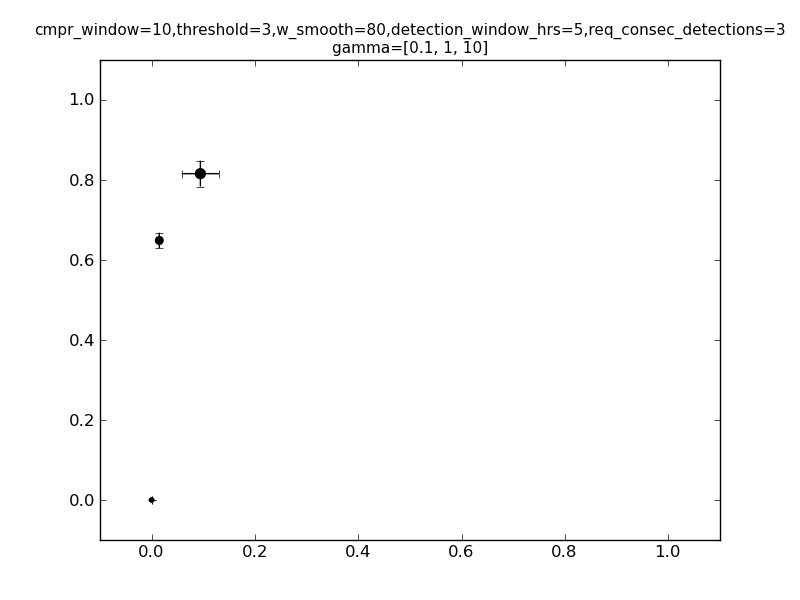 cmpr_window=10,threshold=3,w_smooth=80,detection_window_hrs=5,req_consec_detections=3
gamma=[0.1, 1, 10]
1.0
0.8
0.6
0.4
0.2
0.0
0.0 0.2 0.4 0.6 0.8 1.0